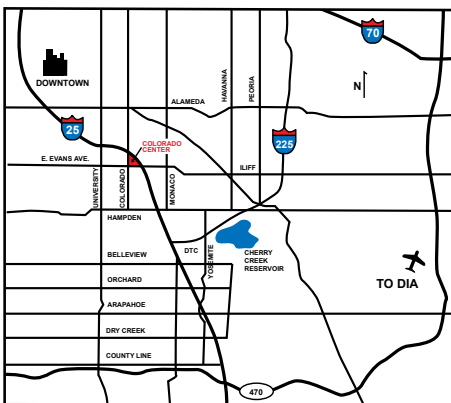 70
DOWNTOWN
N
HAVANNA
PEORIA
ALAMEDA
25
225
COLORADO
CENTER
E. EVANS AVE.
ILIFF
UNIVERSITY
COLORADO
MONACO
HAMPDEN
YOSEMITE
DTC
BELLEVIEW
CHERRY
CREEK
RESERVOIR
ORCHARD
TO DIA
ARAPAHOE
DRY CREEK
COUNTY LINE
470